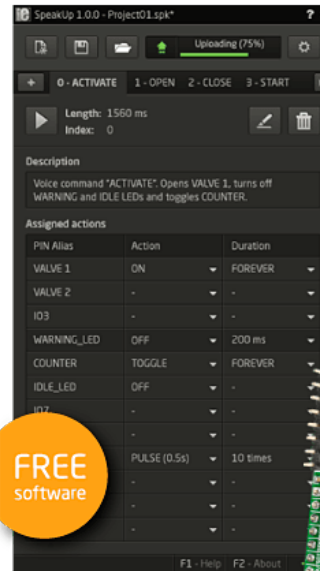 SpeakUp 1.0.0 - Project01.spk* ?
Uploading (75%)
+ 0 - ACTIVATE 1 - OPEN 2 - CLOSE 3 - START
Length: 1560 ms
Index: 0
Description
Voice command "ACTIVATE". Opens VALVE 1, turns off
WARNING and IDLE LEDs and toggles COUNTER.
Assigned actions
PIN Alias Action Duration
VALVE 1 ON FOREVER
VALVE 2 - -
IO3 - -
WARNING_LED OFF 200 ms
COUNTER TOGGLE FOREVER
IDLE_LED OFF -
IO7 - -
- -
PULSE (0.5s) 10 times
- -
- -
- -
FREE
software
F1 - Help F2 - About